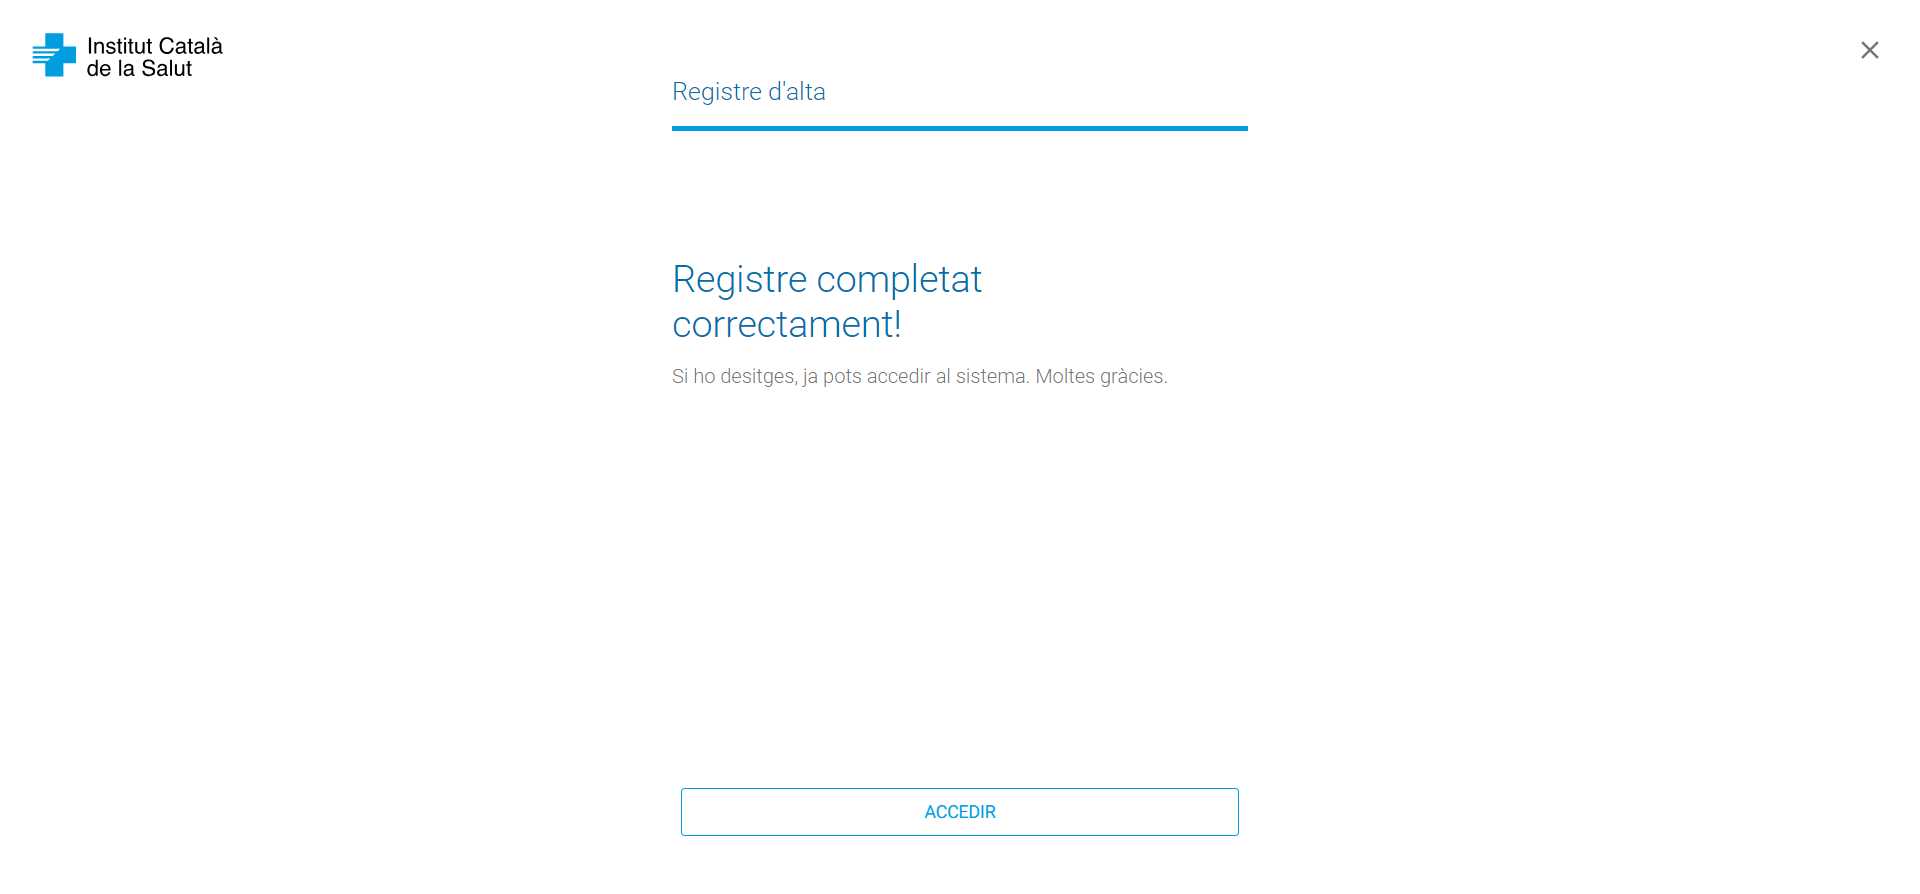 Institut Català
de la Salut
Registre d'alta
Registre completat
correctament!
Si ho desitges, ja pots accedir al sistema. Moltes gràcies.
ACCEDIR